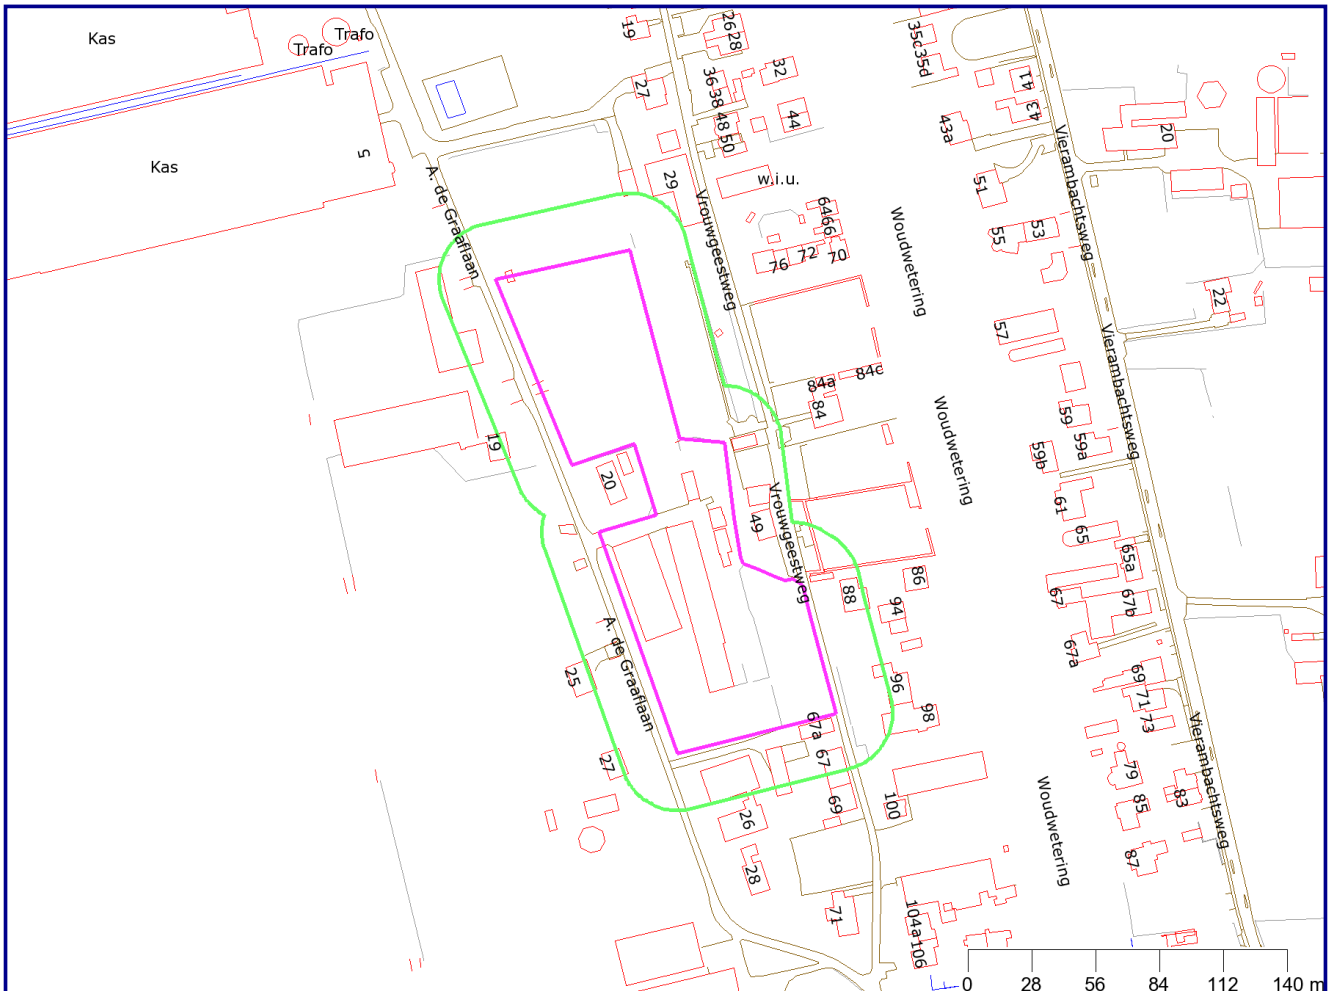 Kas
Trafo
Trafo
19
26
28
35c
35d
32
36
38
27
41
43
44
48
50
43a
20
5
Kas
A. de Graaflaan
29
w.i.u.
Vrouwgeestweg
Vierambachtsweg
51
64
66
53
55
Woudwetering
76
72
70
22
57
84a
84c
84
Vierambachtsweg
Woudwetering
59
59a
59b
19
20
49
Vrouwgeestweg
61
65
65a
86
88
94
67
67b
67a
A. de Graaflaan
25
96
98
69
71
73
67a
67
27
Vierambachtsweg
79
83
85
Woudwetering
69
100
26
87
28
71
104a
106
0 28 56 84 112 140 m